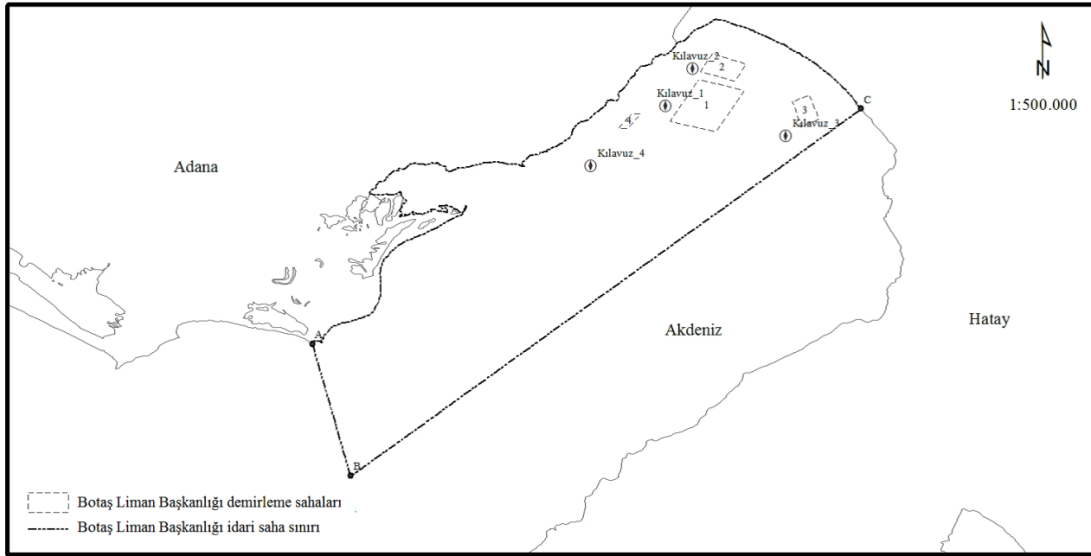 Kılavuz_2
2
N
Kılavuz_1
1
3
C
1:500.000
4
Kılavuz_3
Kılavuz_4
Adana
Akdeniz
Hatay
A
B
Botaş Liman Başkanlığı demirleme sahaları
Botaş Liman Başkanlığı idari saha sınırı